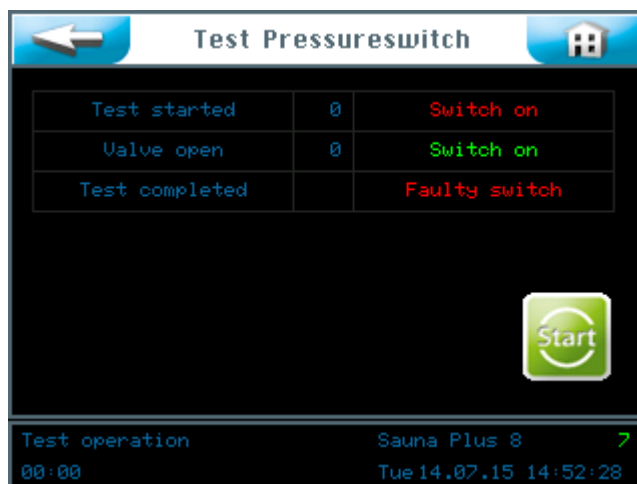 Test Pressureswitch
Test started 0 Switch on
Valve open 0 Switch on
Test completed Faulty switch
Start
Test operation Sauna Plus 8 7
00:00 Tue 14.07.15 14:52:28